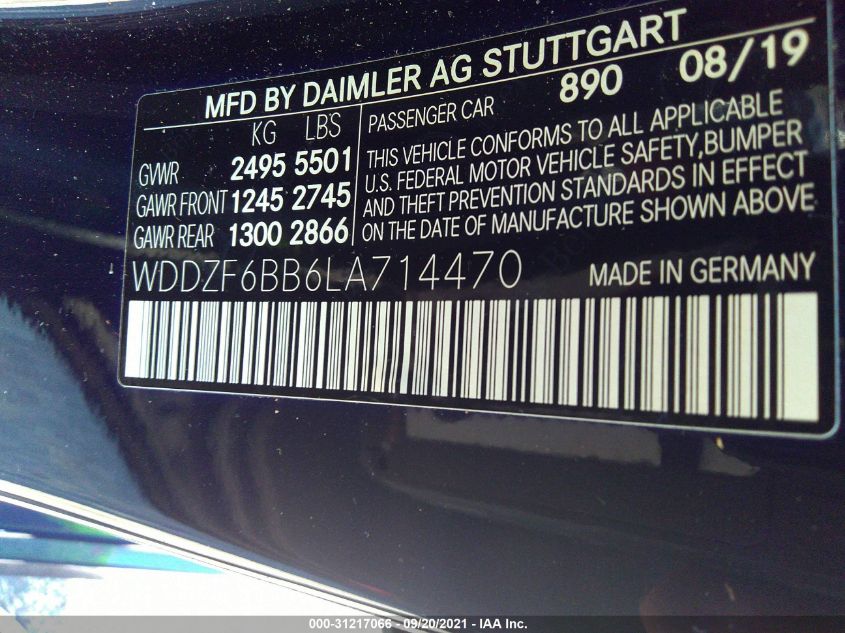 MFD BY DAIMLER AG STUTTGART
KG LBS
GVWR 2495 5501
GAWR FRONT 1245 2745
GAWR REAR 1300 2866
PASSENGER CAR 890 08/19
THIS VEHICLE CONFORMS TO ALL APPLICABLE
U.S. FEDERAL MOTOR VEHICLE SAFETY,BUMPER
AND THEFT PREVENTION STANDARDS IN EFFECT
ON THE DATE OF MANUFACTURE SHOWN ABOVE
WDDZF6BB6LA714470 MADE IN GERMANY
000-31217066 - 09/20/2021 - IAA Inc.